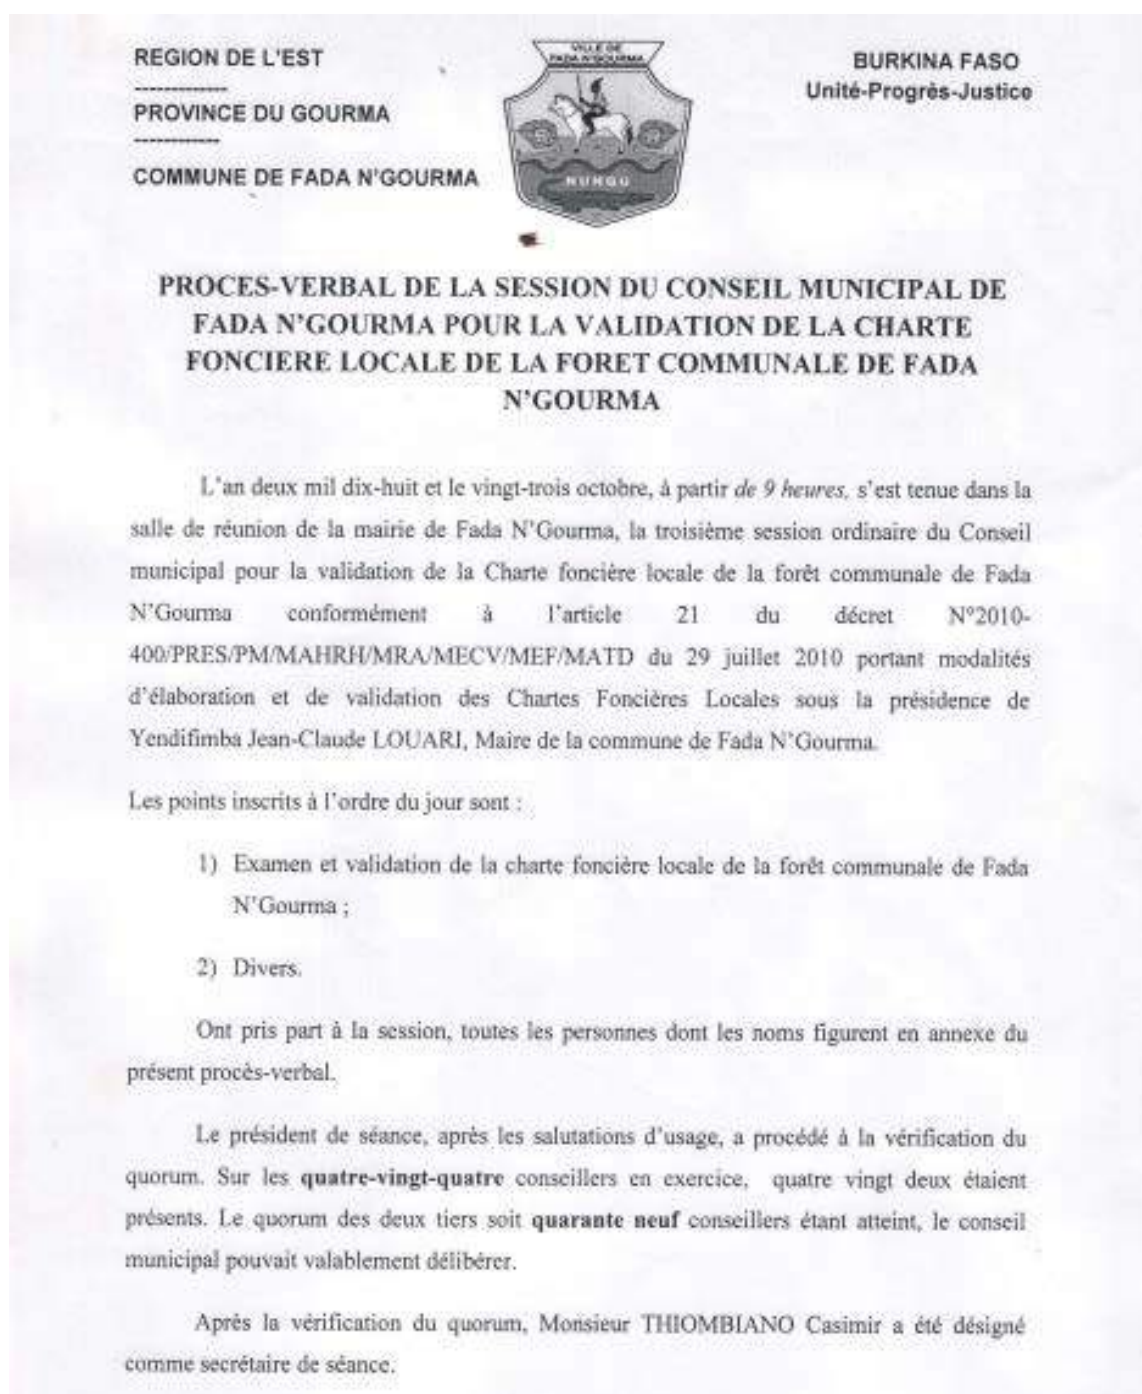 REGION DE L'EST
-------------
PROVINCE DU GOURMA
------------
COMMUNE DE FADA N'GOURMA
VILLE DE
FADA N'GOURMA
NUNGU
BURKINA FASO
Unité-Progrès-Justice
PROCES-VERBAL DE LA SESSION DU CONSEIL MUNICIPAL DE
FADA N'GOURMA POUR LA VALIDATION DE LA CHARTE
FONCIERE LOCALE DE LA FORET COMMUNALE DE FADA
N'GOURMA
L'an deux mil dix-huit et le vingt-trois octobre, à partir de 9 heures, s'est tenue dans la
salle de réunion de la mairie de Fada N'Gourma, la troisième session ordinaire du Conseil
municipal pour la validation de la Charte foncière locale de la forêt communale de Fada
N'Gourma conformément à l'article 21 du décret N°2010-
400/PRES/PM/MAHRH/MRA/MECV/MEF/MATD du 29 juillet 2010 portant modalités
d'élaboration et de validation des Chartes Foncières Locales sous la présidence de
Yendifimba Jean-Claude LOUARI, Maire de la commune de Fada N'Gourma.
Les points inscrits à l'ordre du jour sont :
1) Examen et validation de la charte foncière locale de la forêt communale de Fada
N'Gourma ;
2) Divers.
Ont pris part à la session, toutes les personnes dont les noms figurent en annexe du
présent procès-verbal.
Le président de séance, après les salutations d'usage, a procédé à la vérification du
quorum. Sur les quatre-vingt-quatre conseillers en exercice, quatre vingt deux étaient
présents. Le quorum des deux tiers soit quarante neuf conseillers étant atteint, le conseil
municipal pouvait valablement délibérer.
Après la vérification du quorum, Monsieur THIOMBIANO Casimir a été désigné
comme secrétaire de séance.